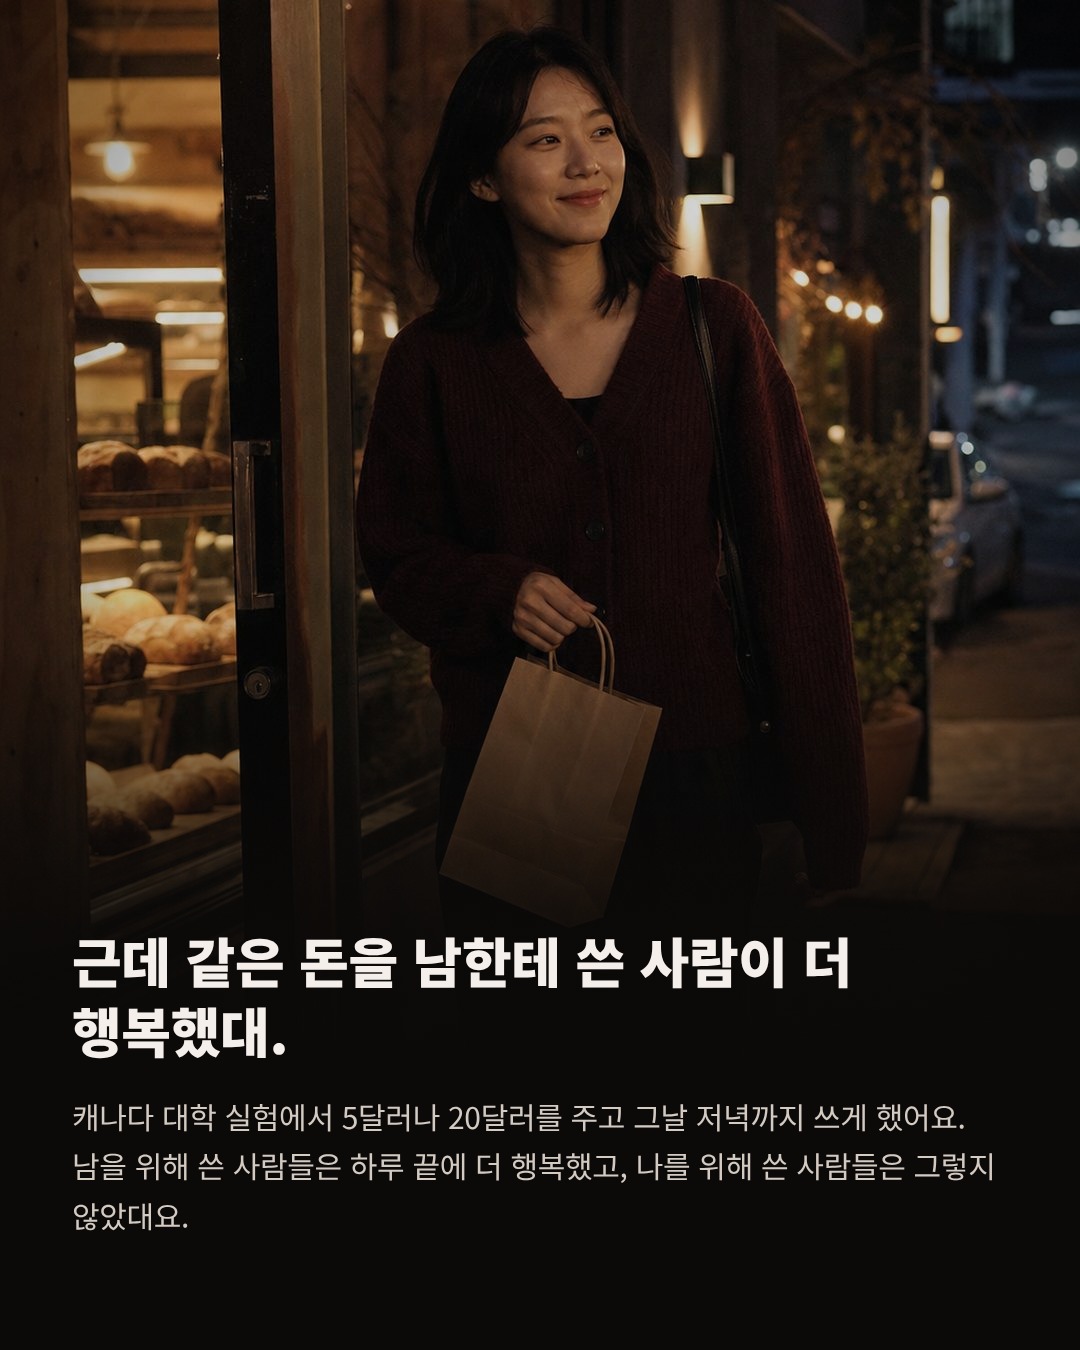 근데 같은 돈을 남한테 쓴 사람이 더
행복했대.
캐나다 대학 실험에서 5달러나 20달러를 주고 그날 저녁까지 쓰게 했어요.
남을 위해 쓴 사람들은 하루 끝에 더 행복했고, 나를 위해 쓴 사람들은 그렇지
않았대요.